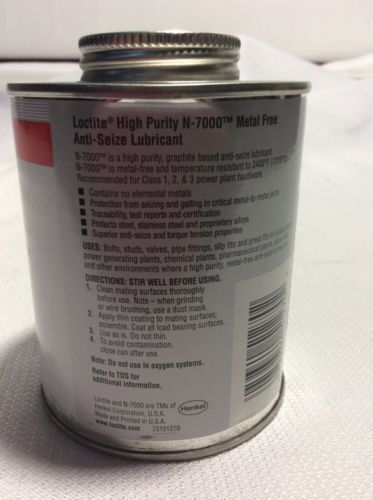 Loctite® High Purity N-7000™ Metal Free
Anti-Seize Lubricant
N-7000™ is a high purity, graphite based anti-seize lubricant.
N-7000™ is metal-free and temperature resistant to 2400°F
Recommended for Class 1, 2, & 3 power plant hardware.
▪ Contains no elemental metals
▪ Protection from seizing and galling in critical metal-to-metal joints
▪ Traceability, test reports and certification
▪ Protects steel, stainless steel and proprietary alloys
▪ Superior anti-seize and torque tension properties
USES: Bolts, studs, valves, pipe fittings, slip fits and press fits
power generating plants, chemical plants, pharmaceutical plants,
and other environments where a high purity, metal-free anti-seize is
DIRECTIONS: STIR WELL BEFORE USING.
1. Clean mating surfaces thoroughly
before use. Note – when grinding
or wire brushing, use a dust mask.
2. Apply thin coating to mating surfaces;
assemble. Coat all load bearing surfaces.
3. Use as is. Do not thin.
4. To avoid contamination,
close can after use.
Note: Do not use in oxygen systems.
Refer to TDS for
additional information.
Loctite and N-7000 are TMs of
Henkel Corporation, U.S.A.
Made and Printed in U.S.A.
www.loctite.com 73151270
Henkel